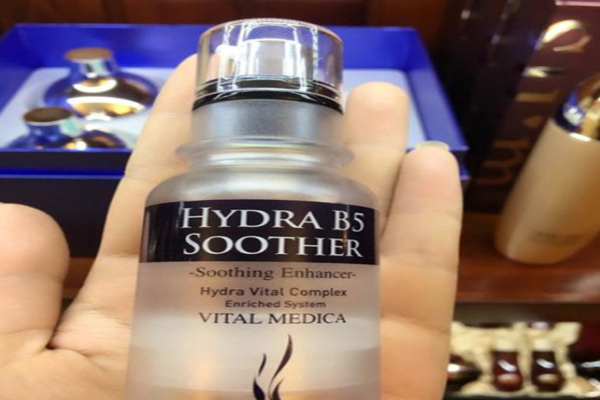 HYDRA B5
SOOTHER
-Soothing Enhancer-
Hydra Vital Complex
Enriched System
VITAL MEDICA